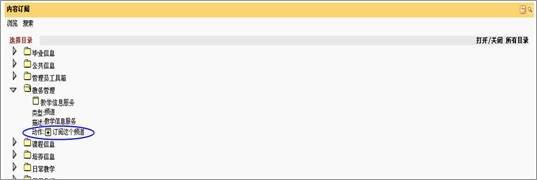 内容订阅
浏览 搜索
选择目录 打开/关闭 所有目录
毕业信息
公共信息
管理员工具箱
教务管理
教学信息服务
类型:频道
描述:教学信息服务
动作: 订阅这个频道
课程信息
培养信息
日常教学